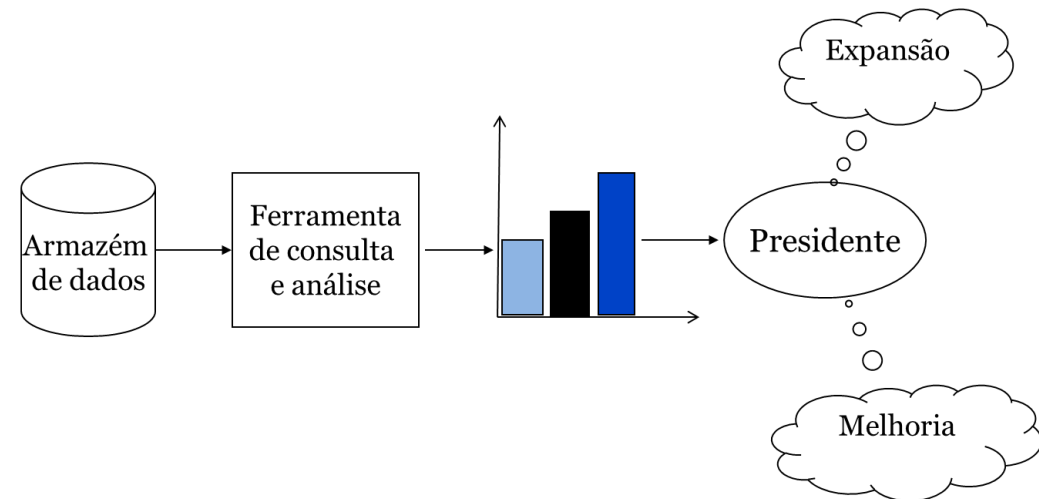 Expansão
Armazém
de dados
Ferramenta
de consulta
e análise
Presidente
Melhoria